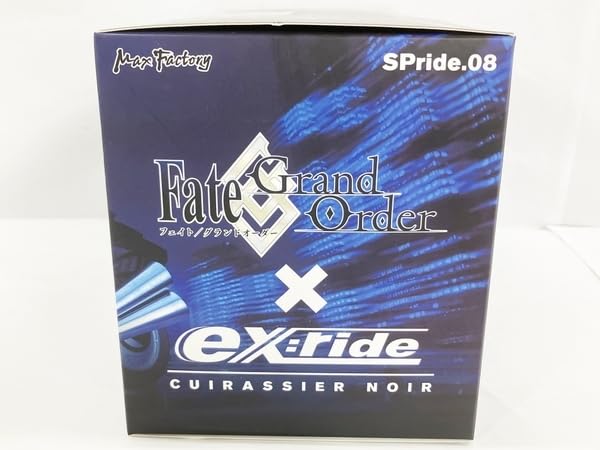 Max Factory
SPride.08
Fate Grand Order
フェイト/グランドオーダー
×
ex:ride
CUIRASSIER NOIR